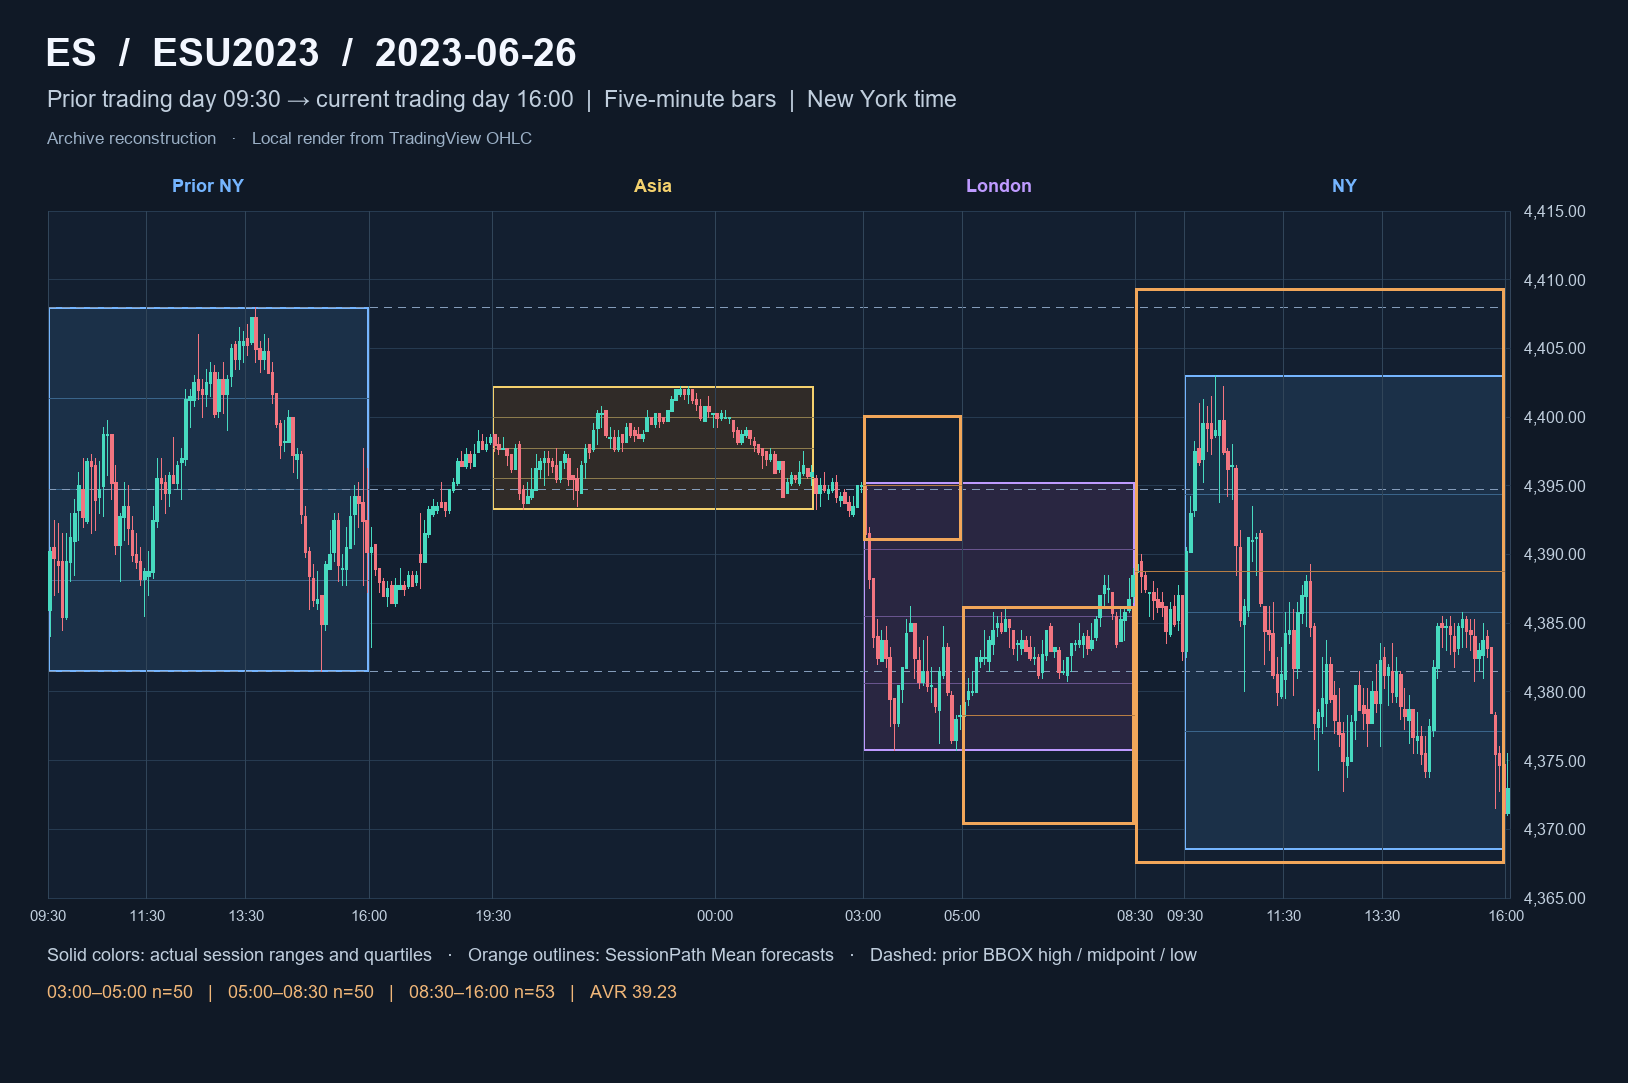 ES / ESU2023 / 2023-06-26
Prior trading day 09:30 → current trading day 16:00 | Five-minute bars | New York time
Archive reconstruction · Local render from TradingView OHLC
Prior NY Asia London NY
4,415.00
4,410.00
4,405.00
4,400.00
4,395.00
4,390.00
4,385.00
4,380.00
4,375.00
4,370.00
4,365.00
09:30 11:30 13:30 16:00 19:30 00:00 03:00 05:00 08:30 09:30 11:30 13:30 16:00
Solid colors: actual session ranges and quartiles · Orange outlines: SessionPath Mean forecasts · Dashed: prior BBOX high / midpoint / low
03:00–05:00 n=50 | 05:00–08:30 n=50 | 08:30–16:00 n=53 | AVR 39.23